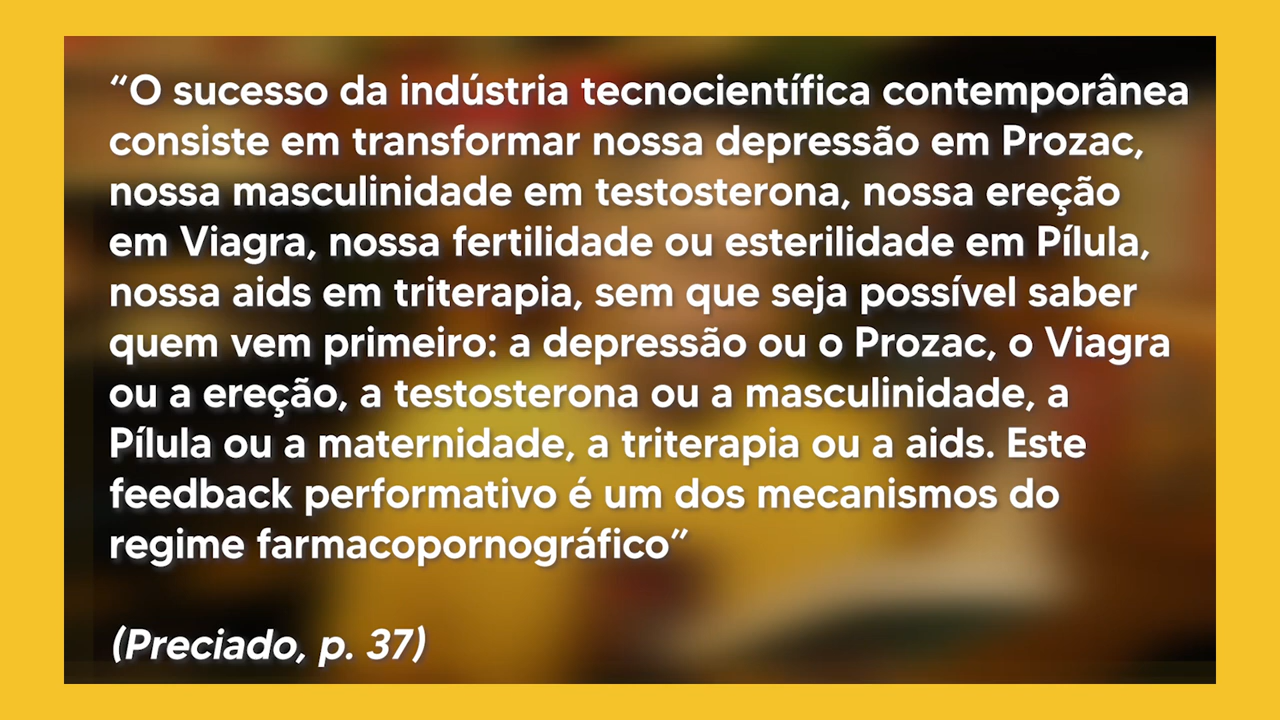 “O sucesso da indústria tecnocientífica contemporânea
consiste em transformar nossa depressão em Prozac,
nossa masculinidade em testosterona, nossa ereção
em Viagra, nossa fertilidade ou esterilidade em Pílula,
nossa aids em triterapia, sem que seja possível saber
quem vem primeiro: a depressão ou o Prozac, o Viagra
ou a ereção, a testosterona ou a masculinidade, a
Pílula ou a maternidade, a triterapia ou a aids. Este
feedback performativo é um dos mecanismos do
regime farmacopornográfico”
(Preciado, p. 37)